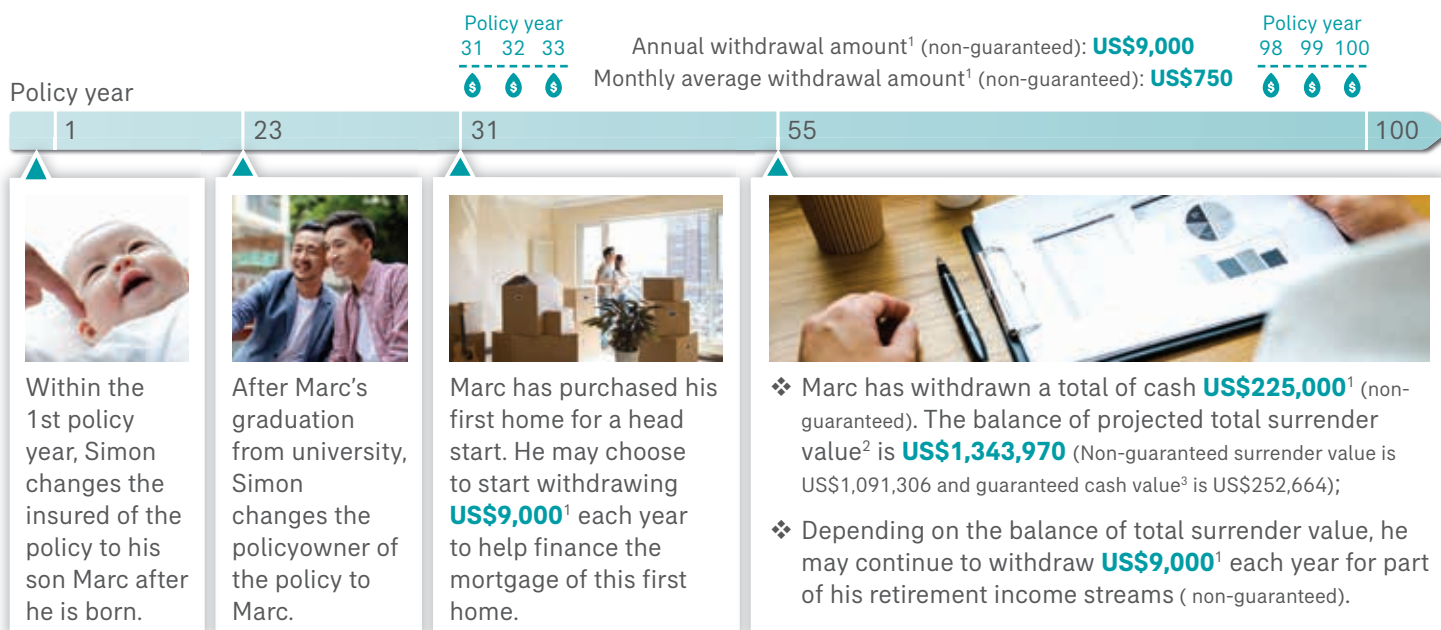 Policy year
31 32 33
Annual withdrawal amount¹ (non-guaranteed): US$9,000
Monthly average withdrawal amount¹ (non-guaranteed): US$750
Policy year
98 99 100
Policy year
1
23
31
55
100
Within the
1st policy
year, Simon
changes the
insured of the
policy to his
son Marc after
he is born.
After Marc's
graduation
from university,
Simon
changes the
policyowner of
the policy to
Marc.
Marc has purchased his
first home for a head
start. He may choose
to start withdrawing
US$9,000¹ each year
to help finance the
mortgage of this first
home.
❖ Marc has withdrawn a total of cash US$225,000¹ (non-
guaranteed). The balance of projected total surrender
value² is US$1,343,970 (Non-guaranteed surrender value is
US$1,091,306 and guaranteed cash value³ is US$252,664);
❖ Depending on the balance of total surrender value, he
may continue to withdraw US$9,000¹ each year for part
of his retirement income streams ( non-guaranteed).